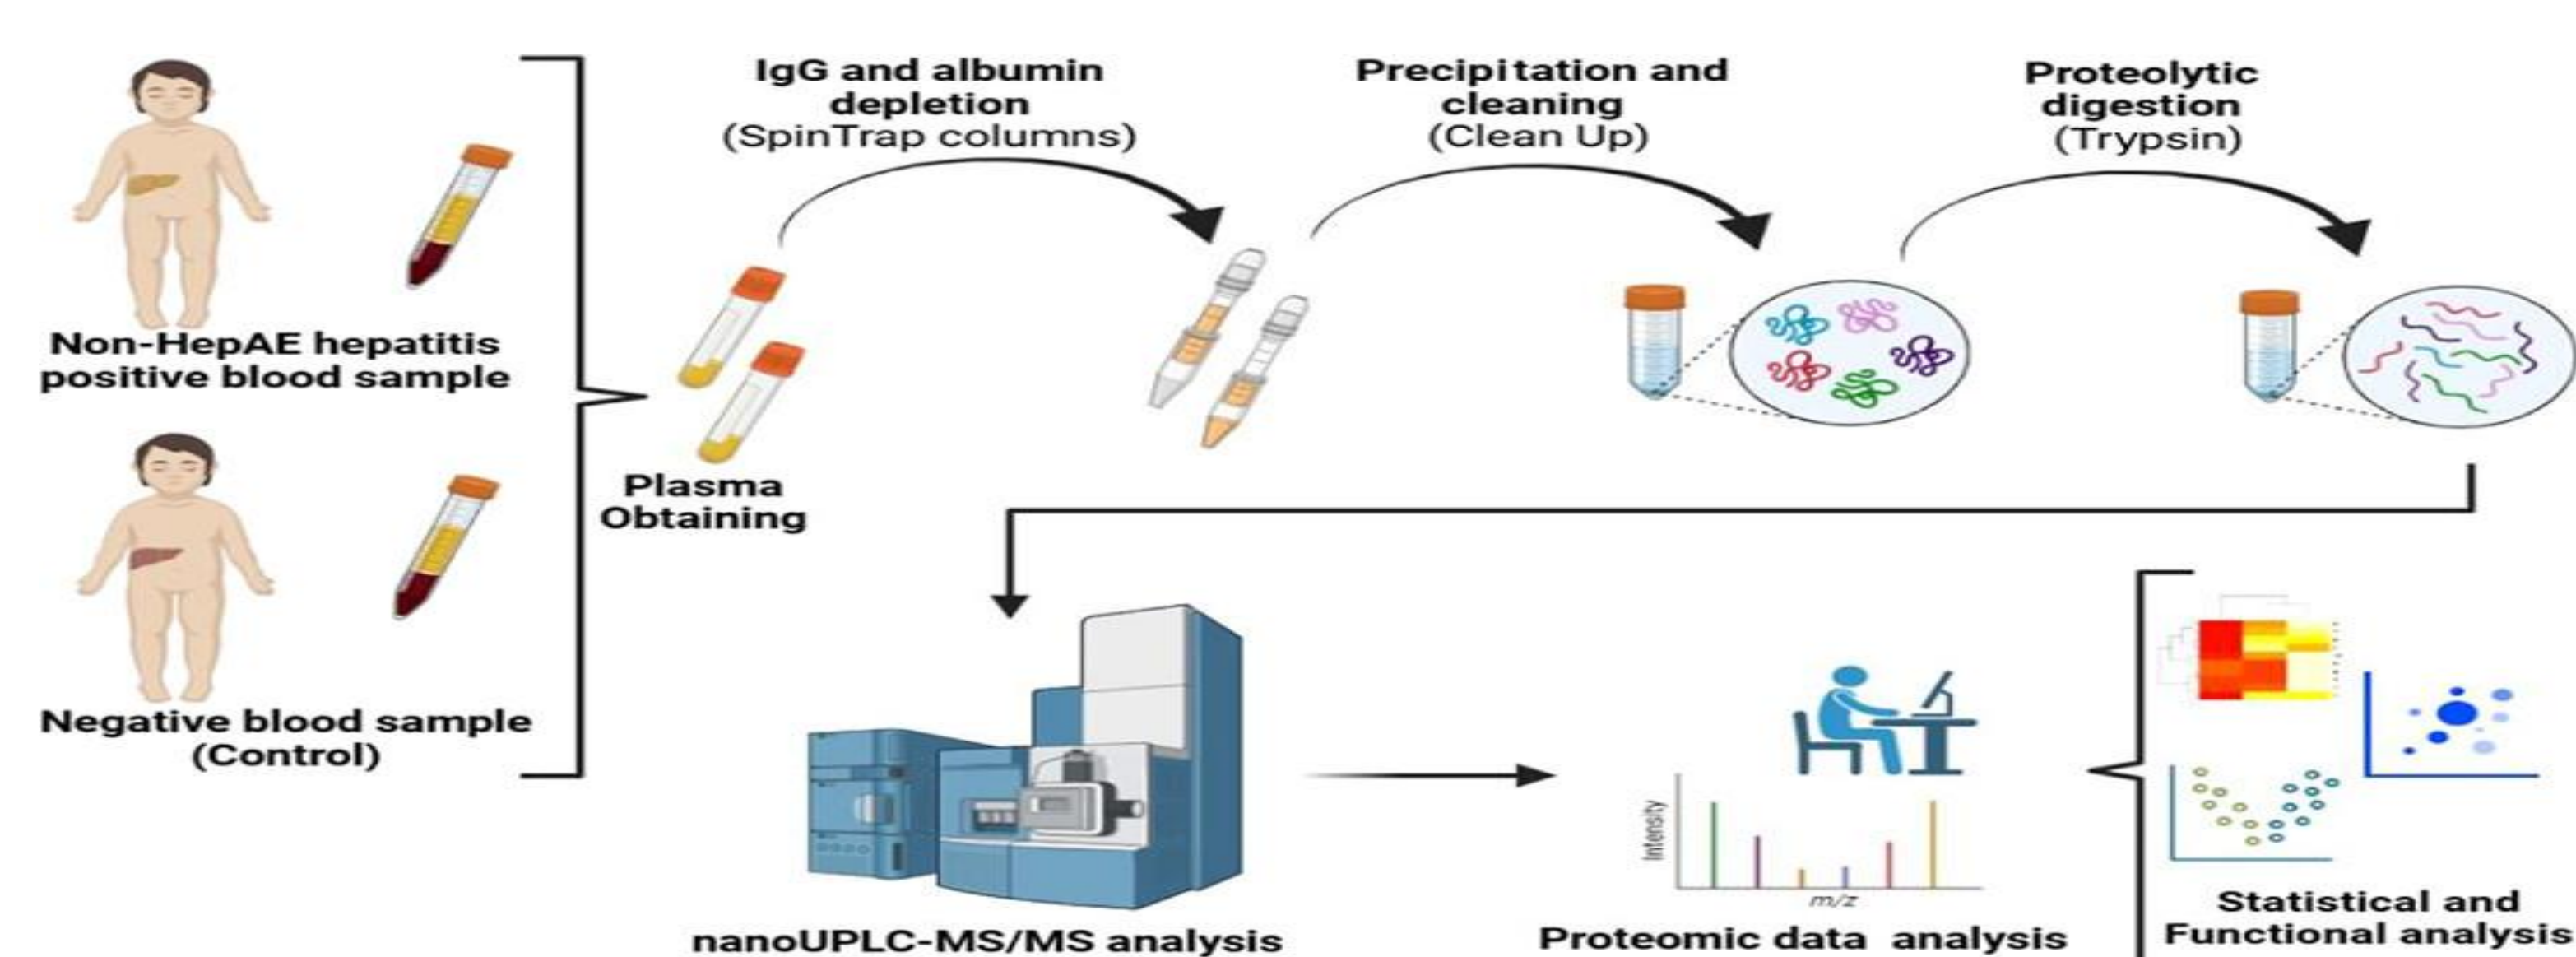 Non-HepAE hepatitis
positive blood sample
Negative blood sample
(Control)
Plasma
Obtaining
IgG and albumin
depletion
(SpinTrap columns)
Precipitation and
cleaning
(Clean Up)
Proteolytic
digestion
(Trypsin)
nanoUPLC-MS/MS analysis
Intensity
m/z
Proteomic data analysis
Statistical and
Functional analysis